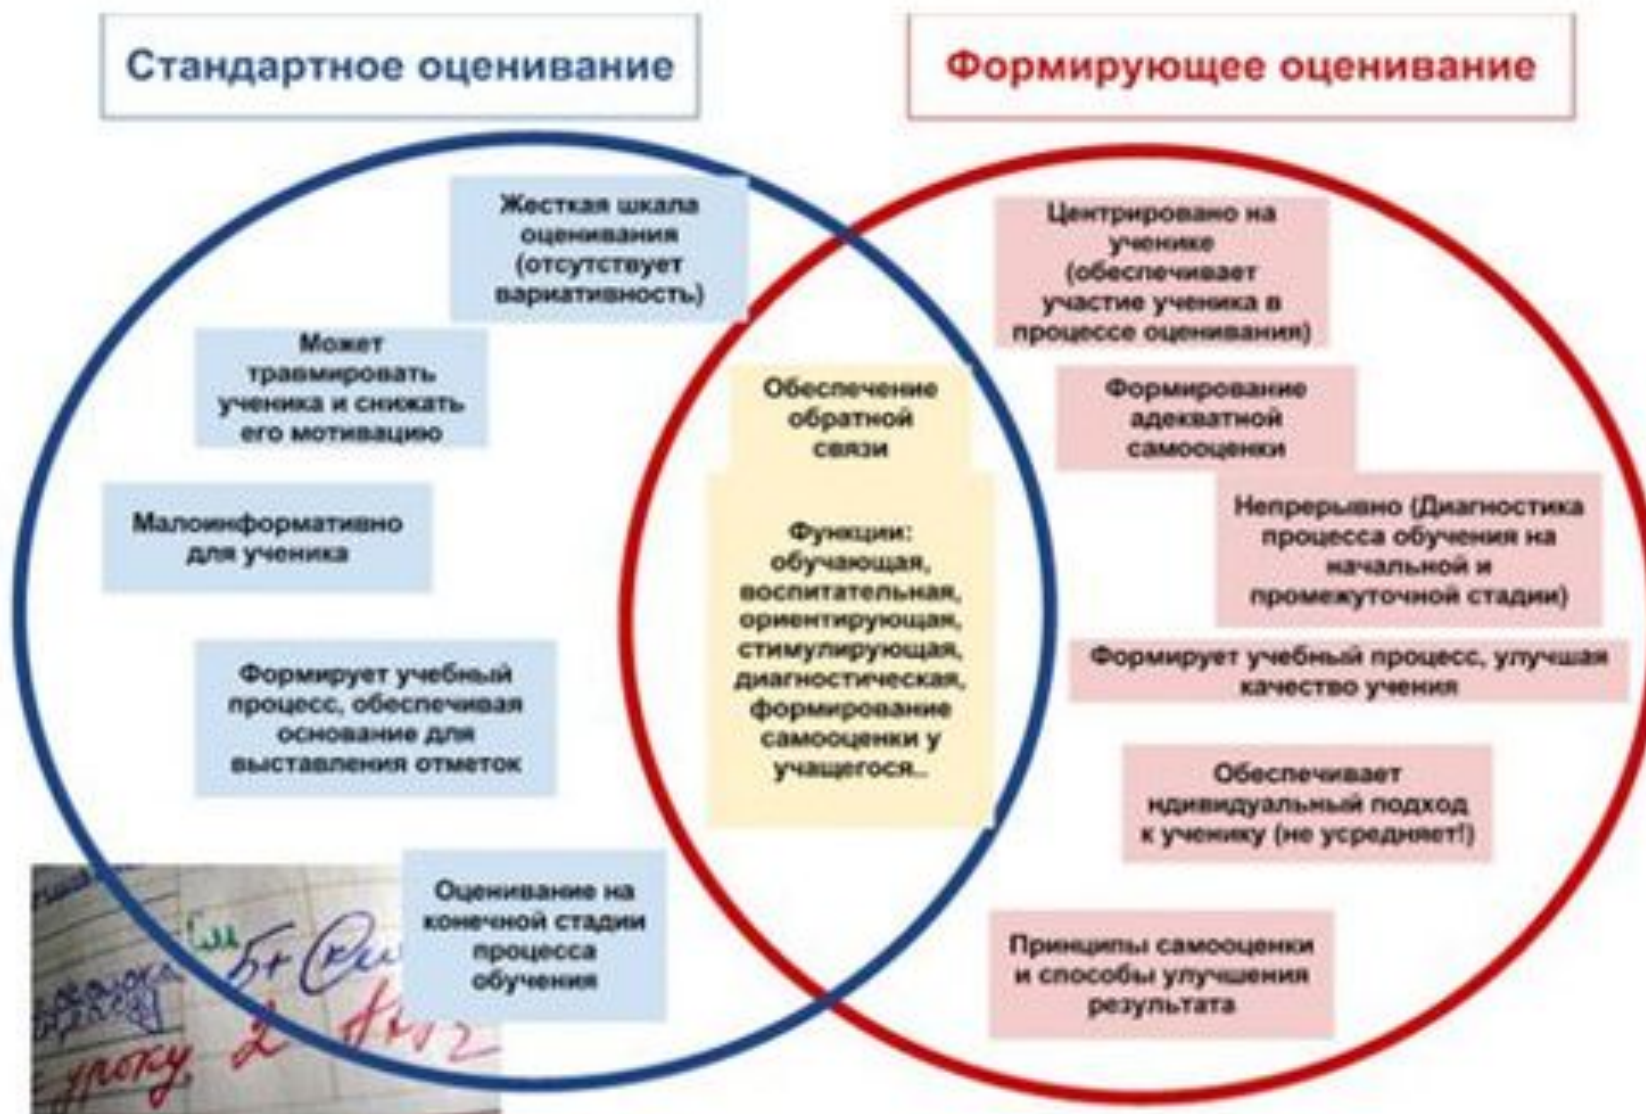 Стандартное оценивание
Формирующее оценивание
Жесткая шкала
оценивания
(отсутствует
вариативность)
Может
травмировать
ученика и снижать
его мотивацию
Малоинформативно
для ученика
Формирует учебный
процесс, обеспечивая
основание для
выставления отметок
Оценивание на
конечной стадии
процесса
обучения
Обеспечение
обратной
связи
Функции:
обучающая,
воспитательная,
ориентирующая,
стимулирующая,
диагностическая,
формирование
самооценки у
учащегося...
Центрировано на
ученике
(обеспечивает
участие ученика в
процессе оценивания)
Формирование
адекватной
самооценки
Непрерывно (Диагностика
процесса обучения на
начальной и
промежуточной стадии)
Формирует учебный процесс, улучшая
качество учения
Обеспечивает
ндивидуальный подход
к ученику (не усредняет!)
Принципы самооценки
и способы улучшения
результата
5+
уроку 2